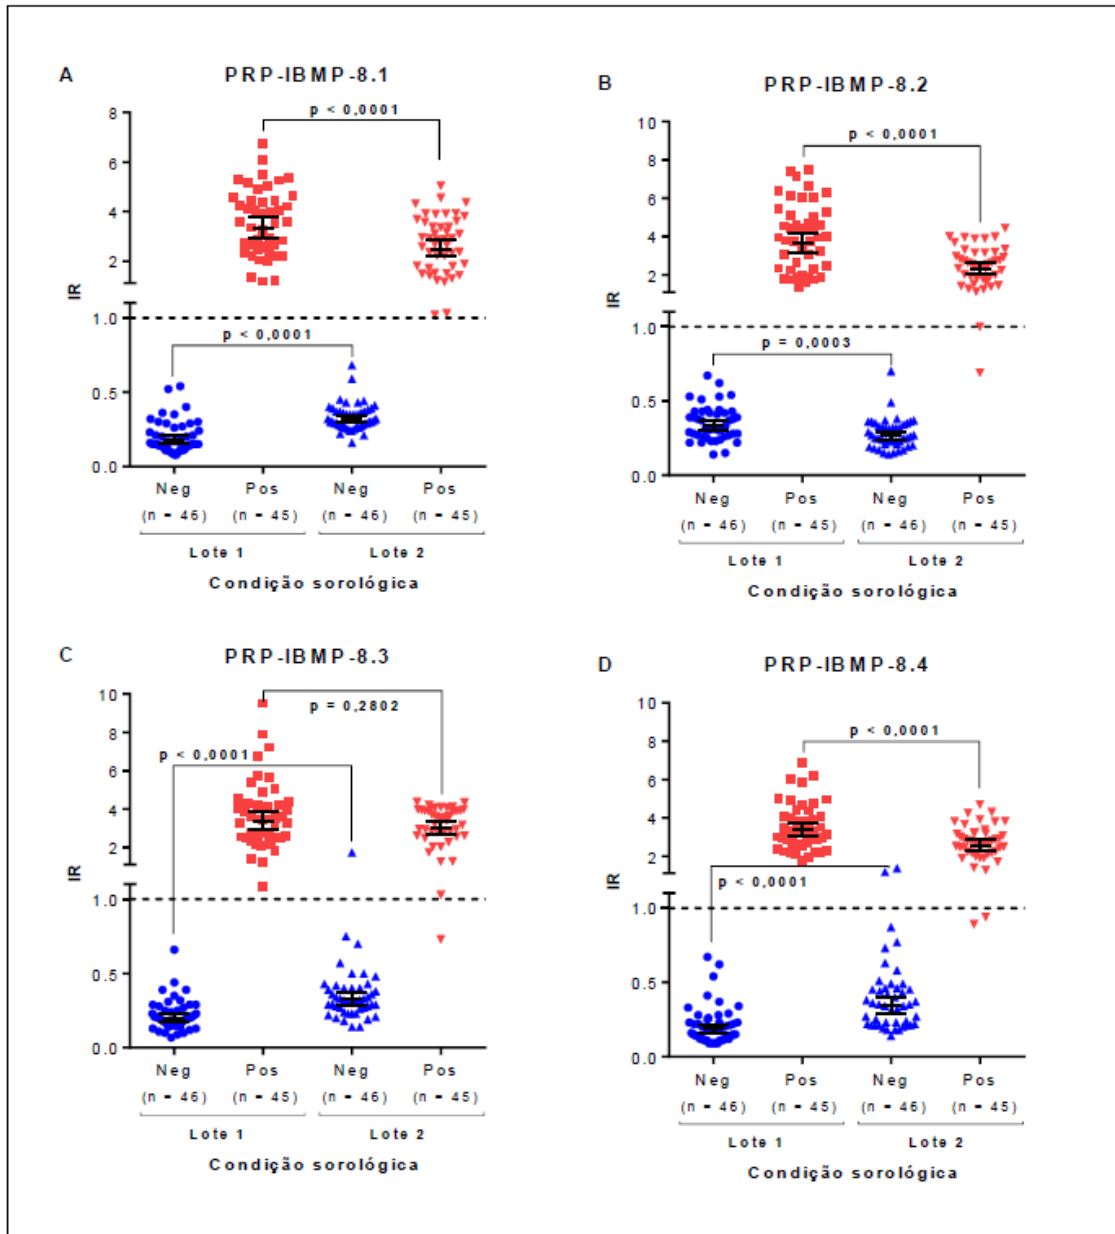 A
PRP-IBMP-8.1
8
6
4
2
IR
1.0
0.5
0.0
p < 0,0001
p < 0,0001
Neg Pos Neg Pos
(n = 46) (n = 45) (n = 46) (n = 45)
Lote 1 Lote 2
Condição sorológica
B
PRP-IBMP-8.2
10
8
6
4
2
IR
1.0
0.5
0.0
p < 0,0001
p = 0,0003
Neg Pos Neg Pos
(n = 46) (n = 45) (n = 46) (n = 45)
Lote 1 Lote 2
Condição sorológica
C
PRP-IBMP-8.3
10
8
6
4
2
IR
1.0
0.5
0.0
p = 0,2802
p < 0,0001
Neg Pos Neg Pos
(n = 46) (n = 45) (n = 46) (n = 45)
Lote 1 Lote 2
Condição sorológica
D
PRP-IBMP-8.4
10
8
6
4
2
IR
1.0
0.5
0.0
p < 0,0001
p < 0,0001
Neg Pos Neg Pos
(n = 46) (n = 45) (n = 46) (n = 45)
Lote 1 Lote 2
Condição sorológica